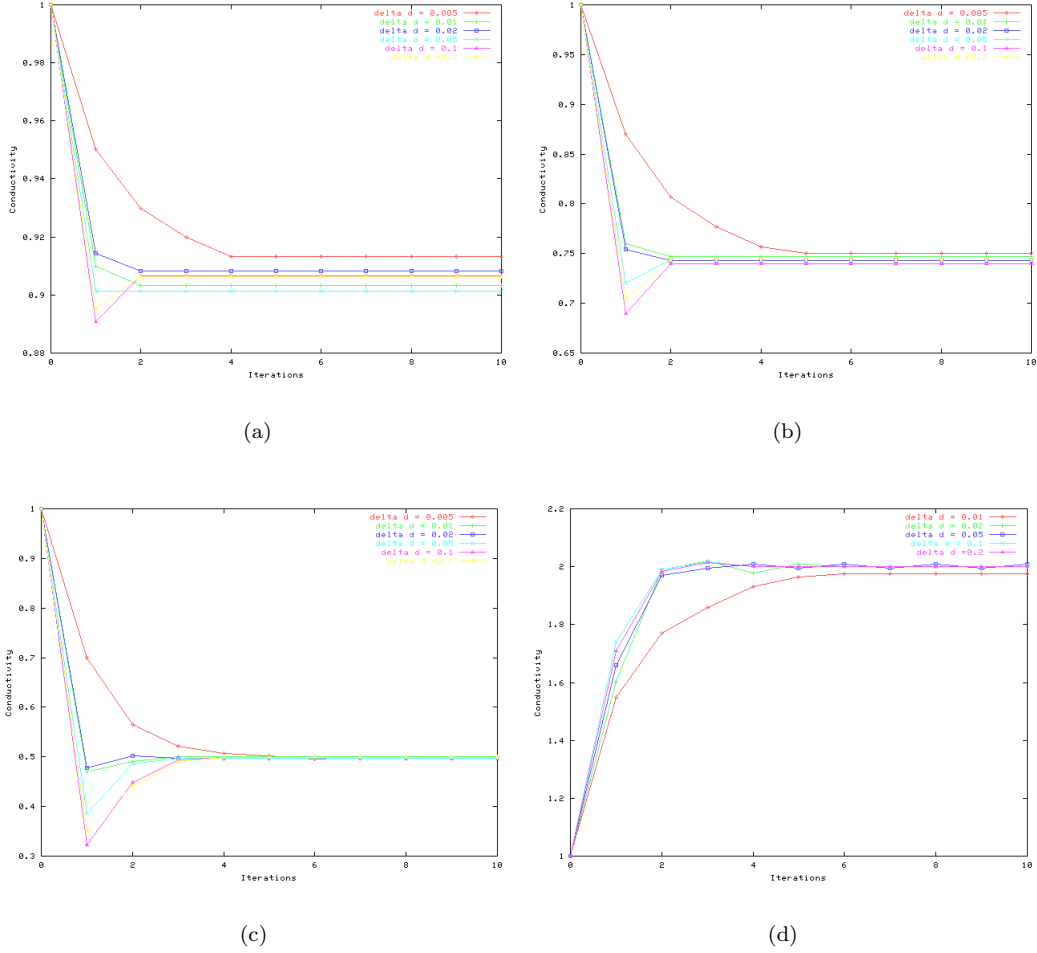 1
0.98
0.96
0.94
0.92
0.9
0.88
Conductivity
0 2 4 6 8 10
Iterations
delta d = 0.005
delta d = 0.01
delta d = 0.02
delta d = 0.05
delta d = 0.1
delta d =0.2
(a)
1
0.95
0.9
0.85
0.8
0.75
0.7
0.65
Conductivity
0 2 4 6 8 10
Iterations
delta d = 0.005
delta d = 0.01
delta d = 0.02
delta d = 0.05
delta d = 0.1
delta d =0.2
(b)
1
0.9
0.8
0.7
0.6
0.5
0.4
0.3
Conductivity
0 2 4 6 8 10
Iterations
delta d = 0.005
delta d = 0.01
delta d = 0.02
delta d = 0.05
delta d = 0.1
delta d =0.2
(c)
2.2
2
1.8
1.6
1.4
1.2
1
Conductivity
0 2 4 6 8 10
Iterations
delta d = 0.01
delta d = 0.02
delta d = 0.05
delta d = 0.1
delta d =0.2
(d)